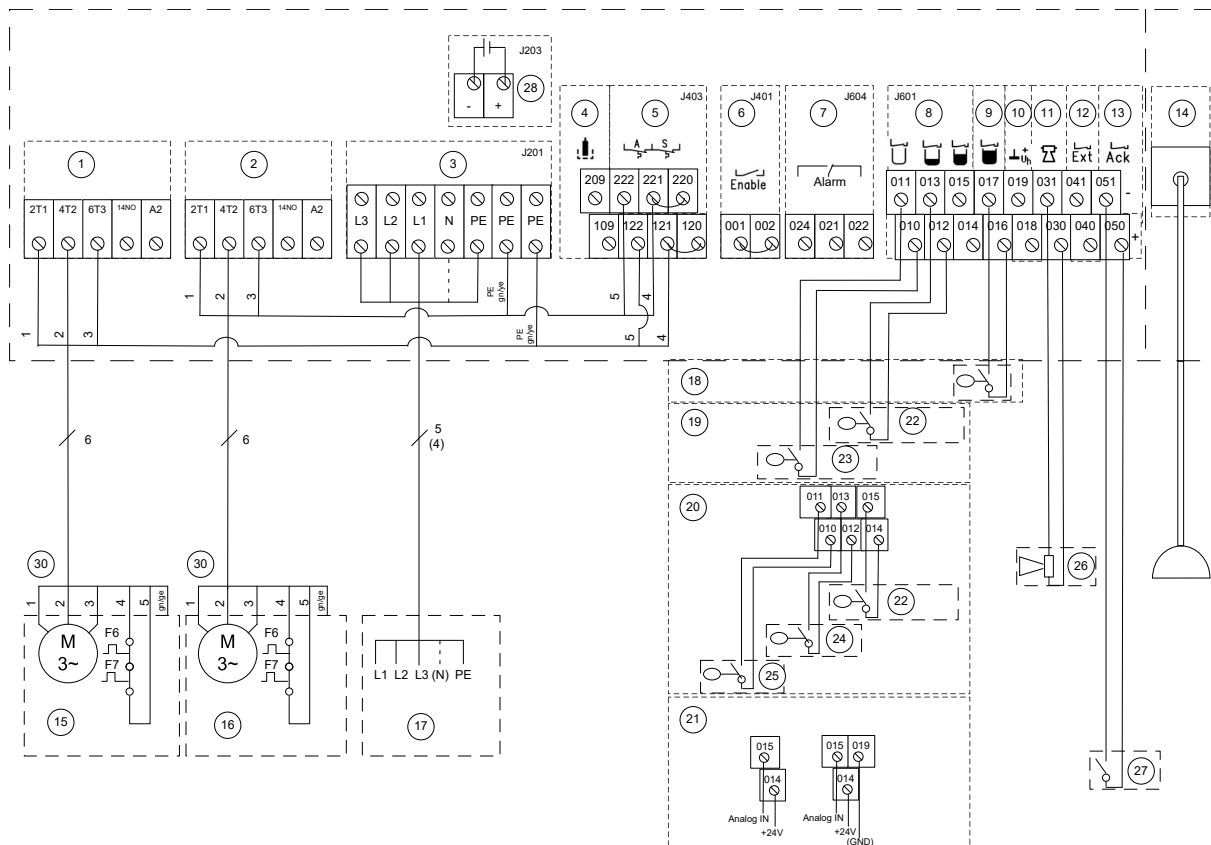 J203
28
- +
4
5
J403
6
J401
7
J604
J601
8
9
10
11
12
13
14
1
2
3
J201
A S
Enable
Alarm
+
Uh
Ext
Ack
209 222 221 220
011 013 015 017 019 031 041 051 -
2T1 4T2 6T3 14NO A2
2T1 4T2 6T3 14NO A2
L3 L2 L1 N PE PE PE
109 122 121 120
001 002
024 021 022
010 012 014 016 018 030 040 050 +
1 2 3
1 2 3
PE
gn/ye
5 4
1 2 3
PE
gn/ye
5 4
18
19
22
23
6
6
5
(4)
20
011 013 015
010 012 014
22
24
25
26
30
30
1 2 3 4 5 gn/ge
1 2 3 4 5 gn/ge
M
3~
F6
F7
M
3~
F6
F7
L1 L2 L3 (N) PE
15
16
17
21
27
015
014
Analog IN
+24V
015 019
014
Analog IN
+24V
(GND)